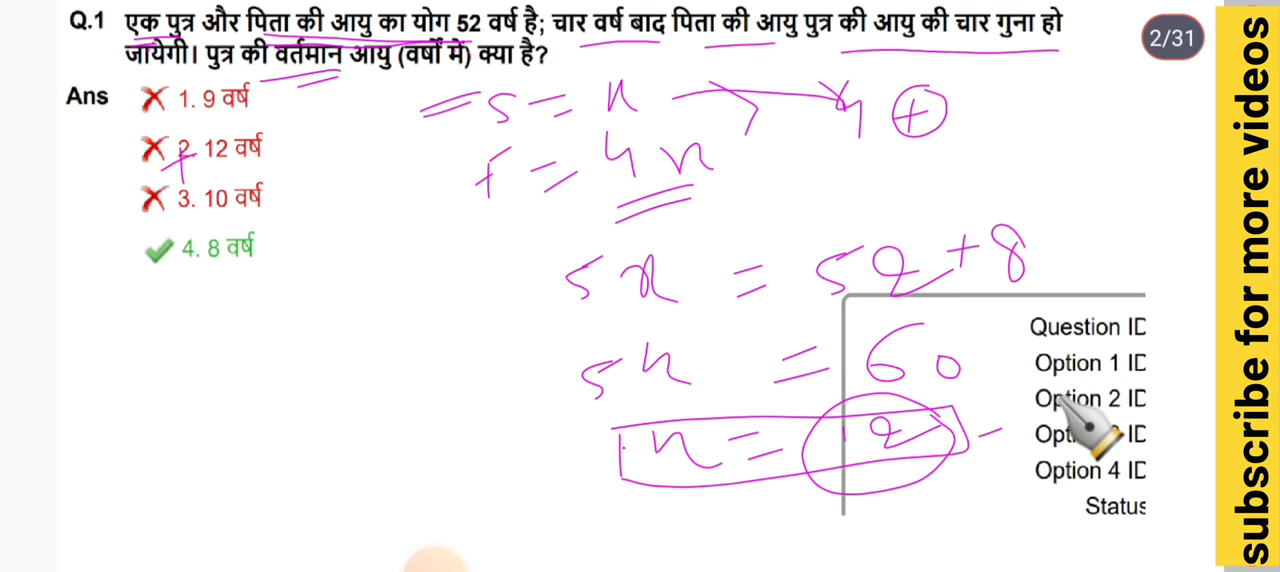 Q.1 एक पुत्र और पिता की आयु का योग 52 वर्ष है; चार वर्ष बाद पिता की आयु पुत्र की आयु की चार गुना हो
जायेगी। पुत्र की वर्तमान आयु (वर्षों में) क्या है?
2/31
Ans 1. 9 वर्ष
2. 12 वर्ष
3. 10 वर्ष
4. 8 वर्ष
S = x → 4 +
F = 4x
5x = 52 + 8
5x = 60
x = 12 -
Question ID
Option 1 ID
Option 2 ID
ID
Option 4 ID
Status
subscribe for more videos